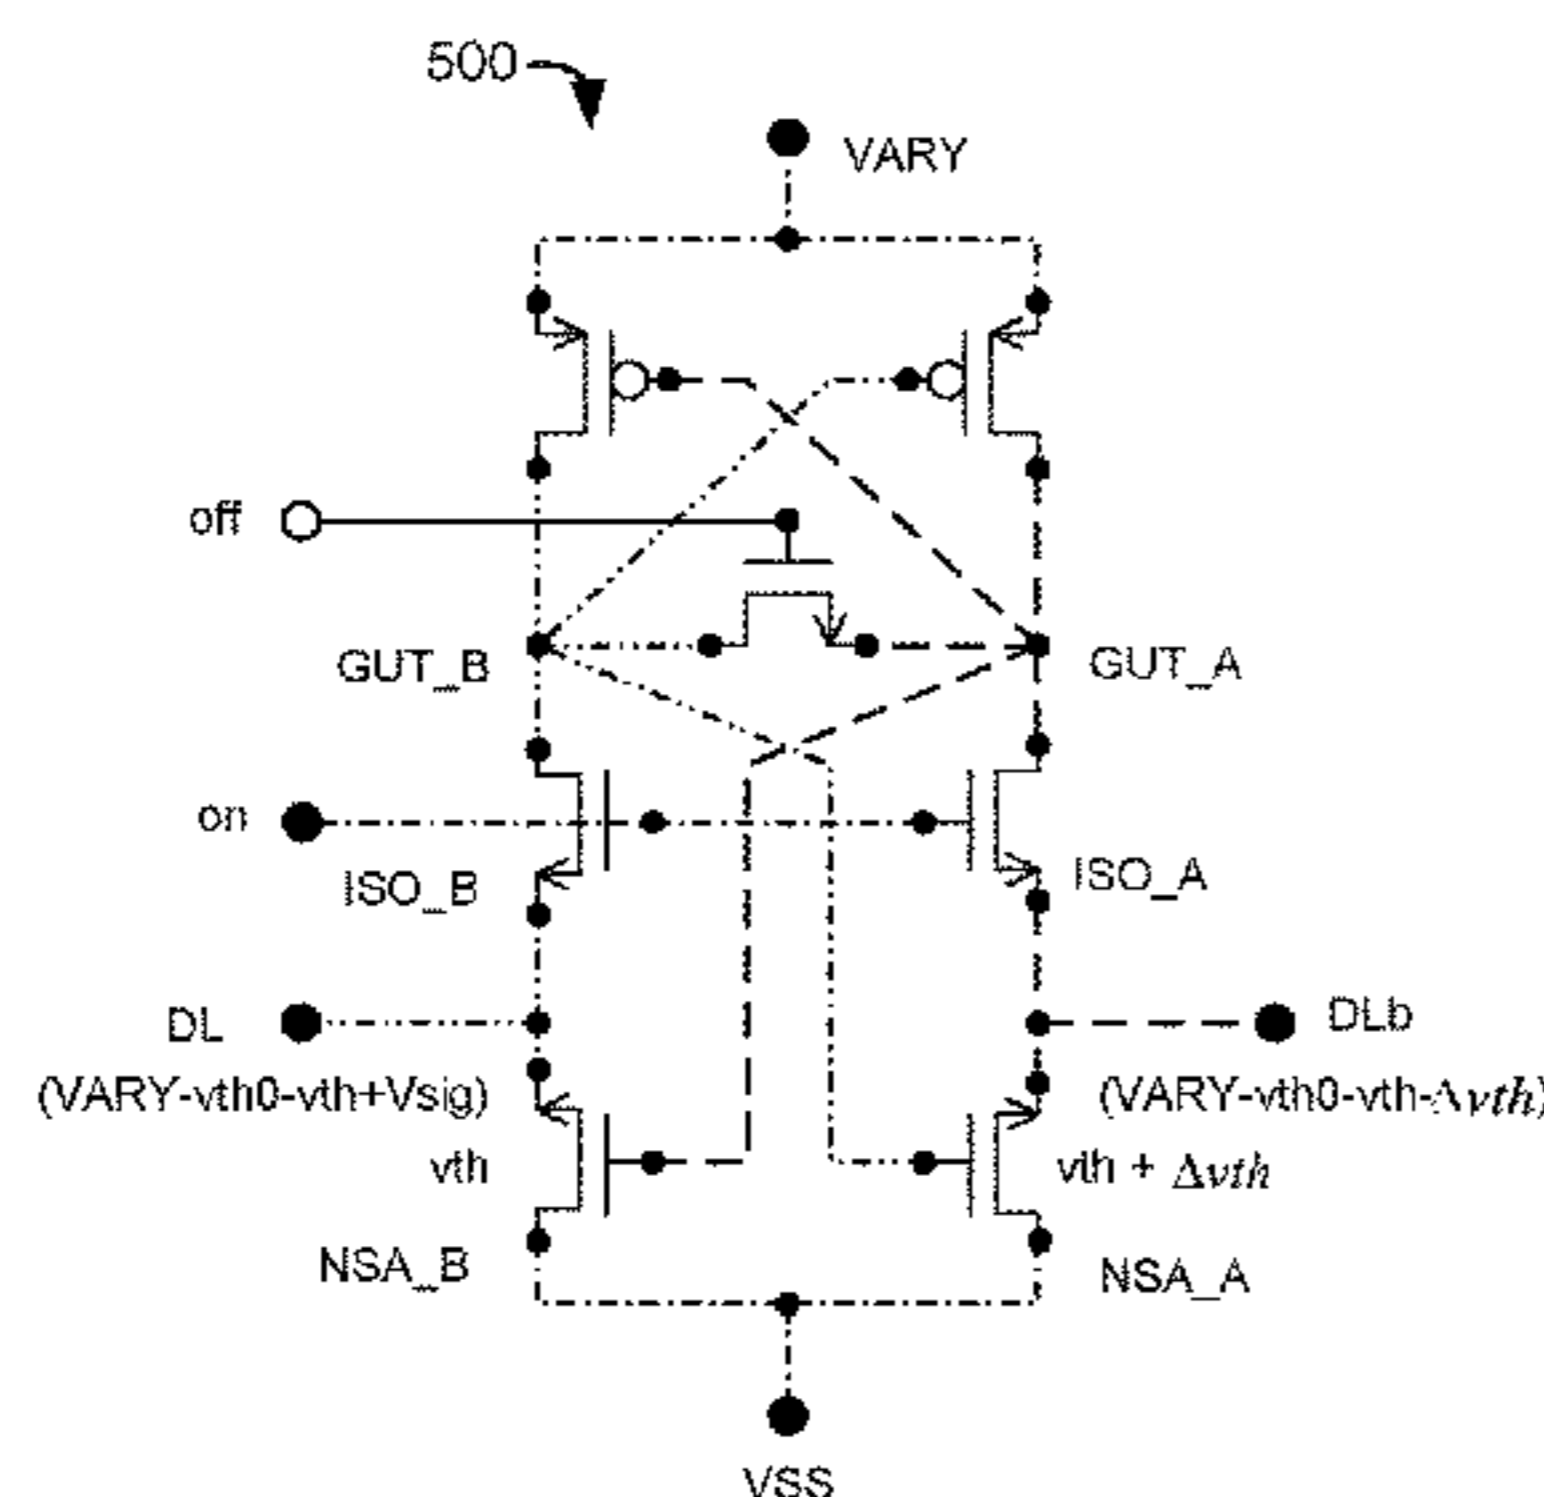 500
VARY
off
GUT_B
GUT_A
on
ISO_B
ISO_A
DL
DLb
(VARY-vth0-vth+Vsig)
(VARY-vth0-vth-Δvth)
vth
vth + Δvth
NSA_B
NSA_A
VSS